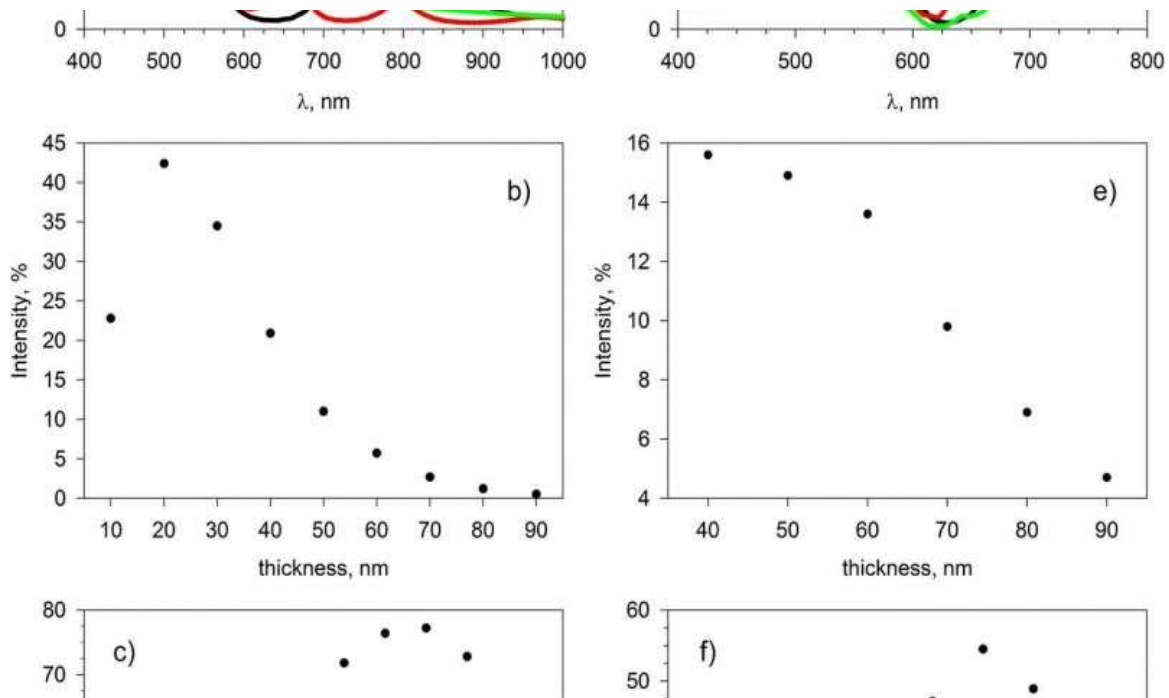 0
400 500 600 700 800 900 1000
λ, nm
0
400 500 600 700 800
λ, nm
45
40
35
30
25
20
15
10
5
0
Intensity, %
b)
10 20 30 40 50 60 70 80 90
thickness, nm
16
14
12
10
8
6
4
Intensity, %
e)
40 50 60 70 80 90
thickness, nm
80
70
c)
60
50
f)